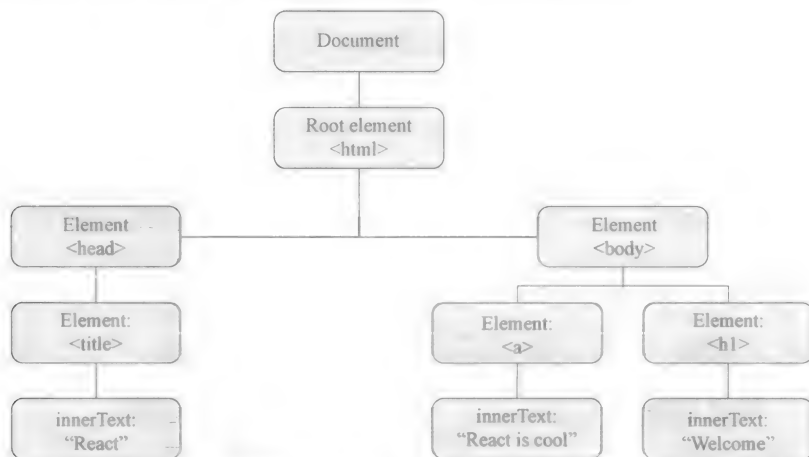 Document
Root element
<html>
Element
<head>
Element
<body>
Element:
<title>
Element:
<a>
Element:
<h1>
innerText:
“React”
innerText:
“React is cool”
innerText:
“Welcome”